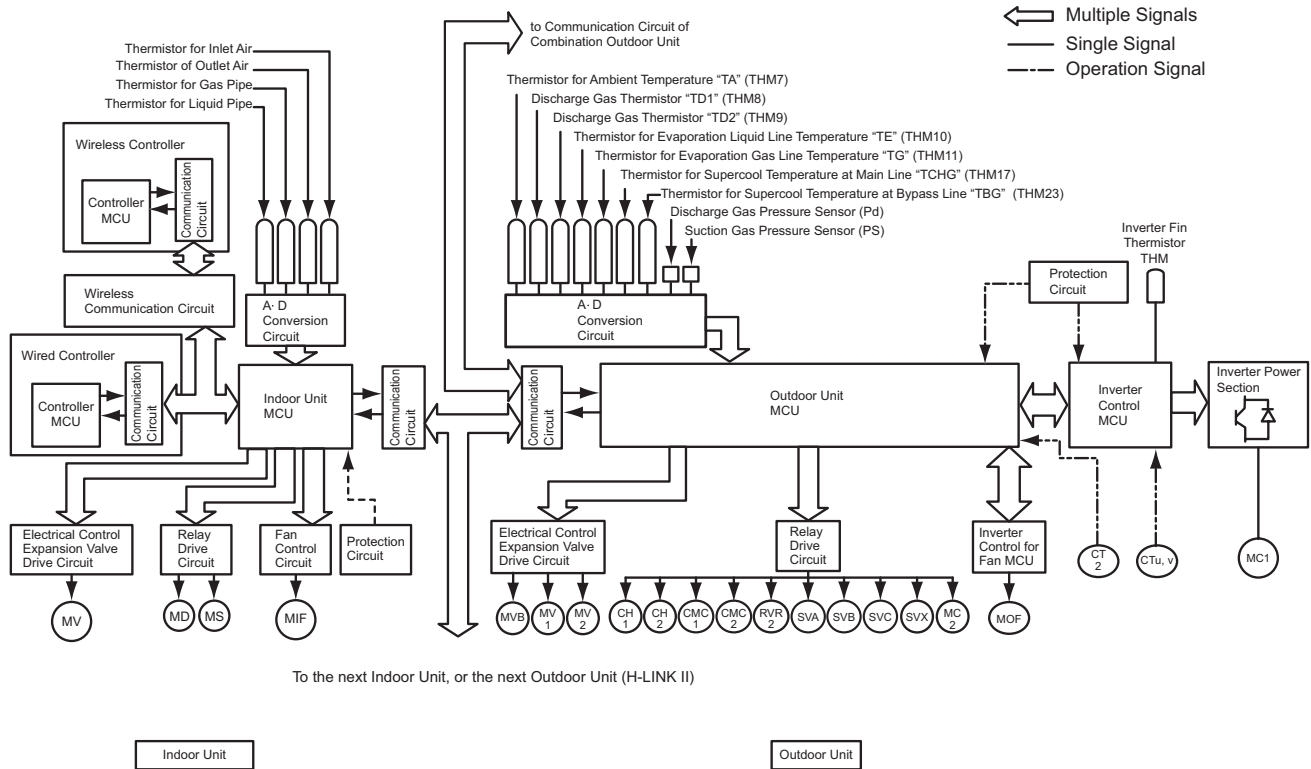 to Communication Circuit of
Combination Outdoor Unit
Multiple Signals
Single Signal
Operation Signal
Thermistor for Inlet Air
Thermistor of Outlet Air
Thermistor for Gas Pipe
Thermistor for Liquid Pipe
Thermistor for Ambient Temperature “TA” (THM7)
Discharge Gas Thermistor “TD1” (THM8)
Discharge Gas Thermistor “TD2” (THM9)
Thermistor for Evaporation Liquid Line Temperature “TE” (THM10)
Thermistor for Evaporation Gas Line Temperature “TG” (THM11)
Thermistor for Supercool Temperature at Main Line “TCHG” (THM17)
Thermistor for Supercool Temperature at Bypass Line “TBG” (THM23)
Discharge Gas Pressure Sensor (Pd)
Suction Gas Pressure Sensor (PS)
Wireless Controller
Controller
MCU
Communication
Circuit
Wireless
Communication Circuit
A· D
Conversion
Circuit
A· D
Conversion
Circuit
Protection
Circuit
Inverter Fin
Thermistor
THM
Wired Controller
Controller
MCU
Communication
Circuit
Indoor Unit
MCU
Communication
Circuit
Communication
Circuit
Outdoor Unit
MCU
Inverter
Control
MCU
Inverter Power
Section
Electrical Control
Expansion Valve
Drive Circuit
Relay
Drive
Circuit
Fan
Control
Circuit
Protection
Circuit
Electrical Control
Expansion Valve
Drive Circuit
Relay
Drive
Circuit
Inverter
Control for
Fan MCU
CT
2
CTu, v
MC1
MV
MD
MS
MIF
MVB
MV
1
MV
2
CH
1
CH
2
CMC
1
CMC
2
RVR
2
SVA
SVB
SVC
SVX
MC
2
MOF
To the next Indoor Unit, or the next Outdoor Unit (H-LINK II)
Indoor Unit
Outdoor Unit